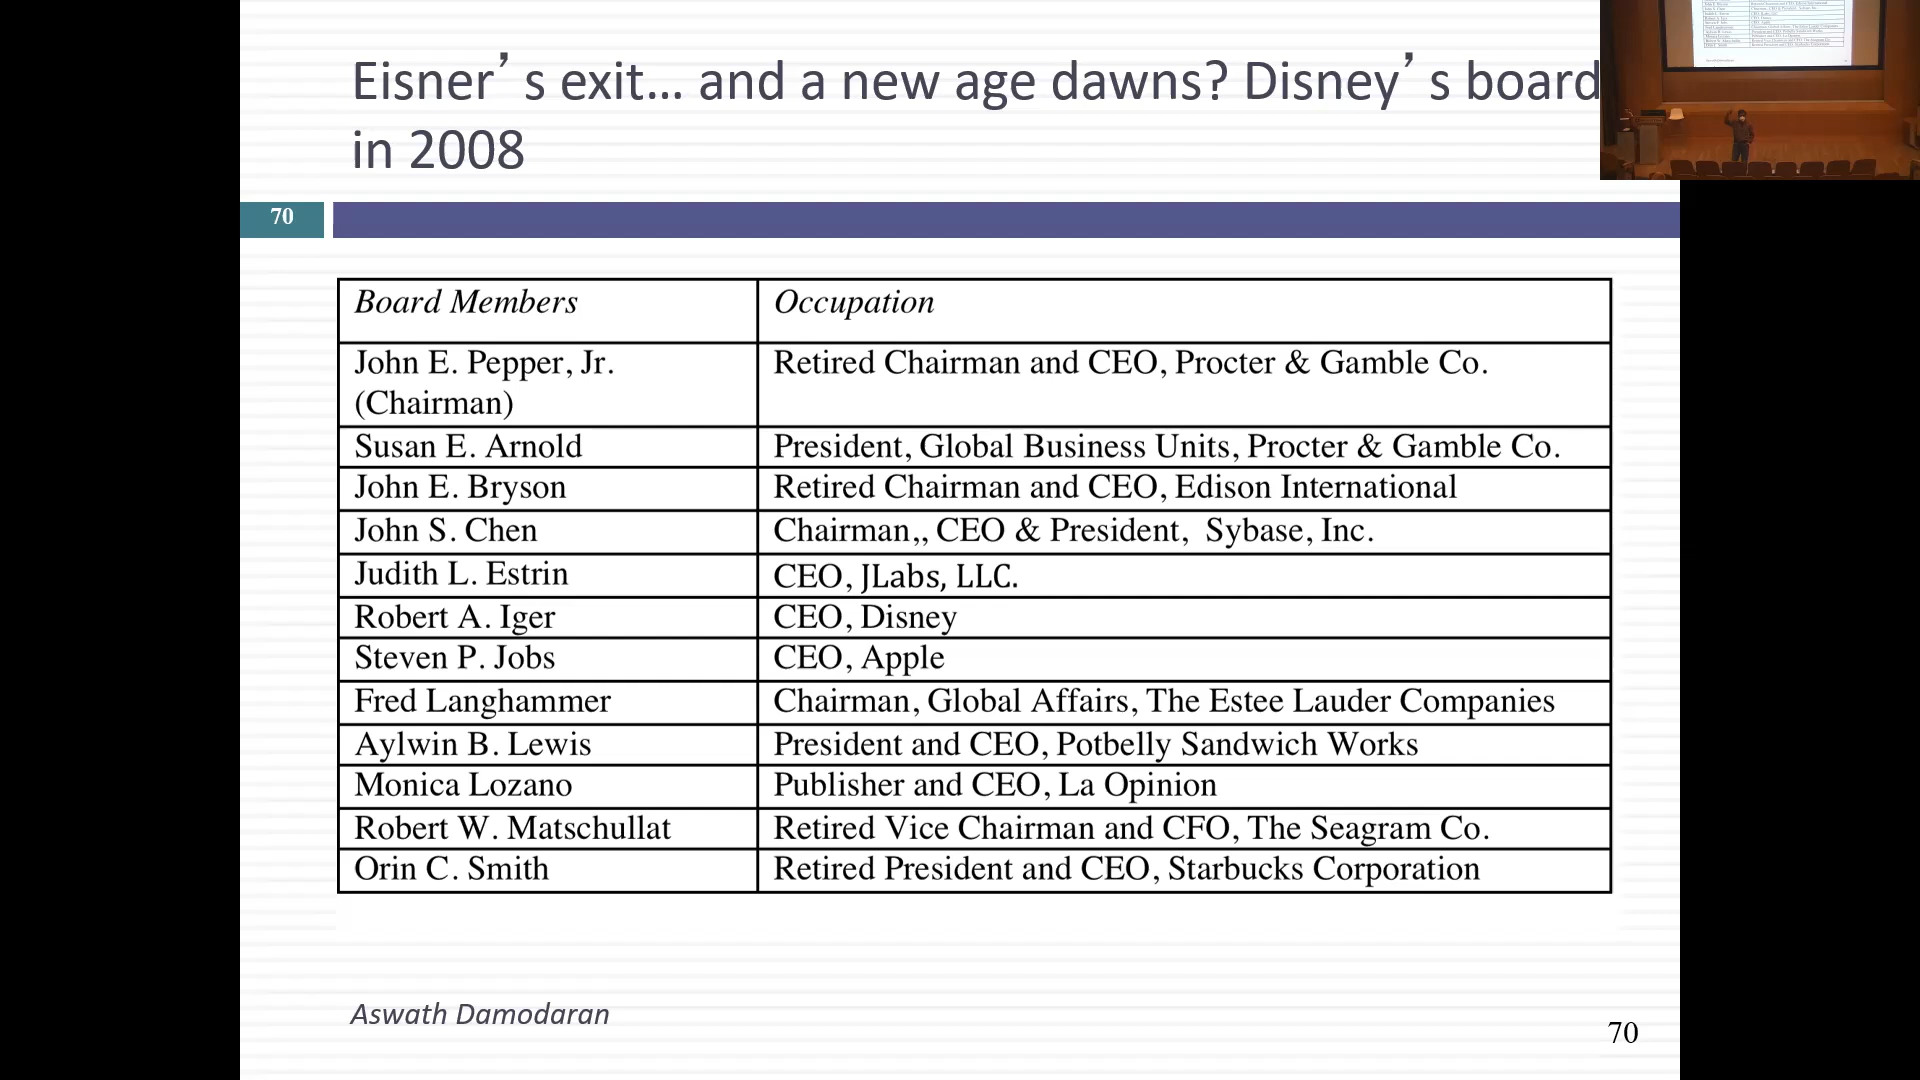 Eisner’s exit… and a new age dawns? Disney’s board
in 2008
70
Board Members Occupation
John E. Pepper, Jr. Retired Chairman and CEO, Procter & Gamble Co.
(Chairman)
Susan E. Arnold President, Global Business Units, Procter & Gamble Co.
John E. Bryson Retired Chairman and CEO, Edison International
John S. Chen Chairman,, CEO & President, Sybase, Inc.
Judith L. Estrin CEO, JLabs, LLC.
Robert A. Iger CEO, Disney
Steven P. Jobs CEO, Apple
Fred Langhammer Chairman, Global Affairs, The Estee Lauder Companies
Aylwin B. Lewis President and CEO, Potbelly Sandwich Works
Monica Lozano Publisher and CEO, La Opinion
Robert W. Matschullat Retired Vice Chairman and CFO, The Seagram Co.
Orin C. Smith Retired President and CEO, Starbucks Corporation
Aswath Damodaran
70